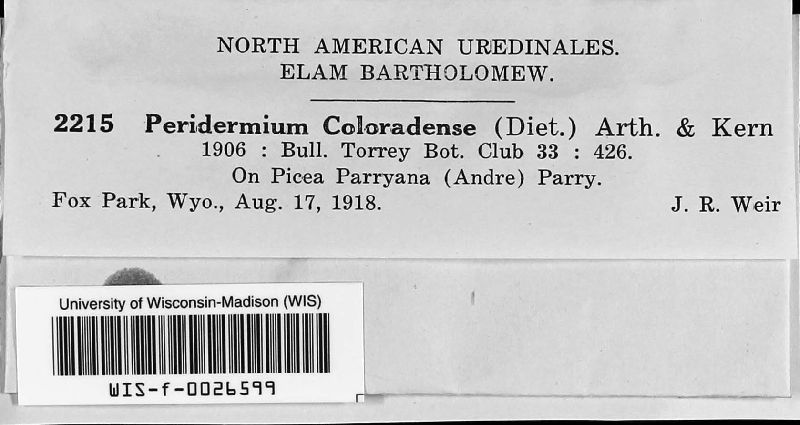 NORTH AMERICAN UREDINALES.
ELAM BARTHOLOMEW.
2215 Peridermium Coloradense (Diet.) Arth. & Kern
1906 : Bull. Torrey Bot. Club 33 : 426.
On Picea Parryana (Andre) Parry.
Fox Park, Wyo., Aug. 17, 1918. J. R. Weir
University of Wisconsin-Madison (WIS)
WIS-f-0026599